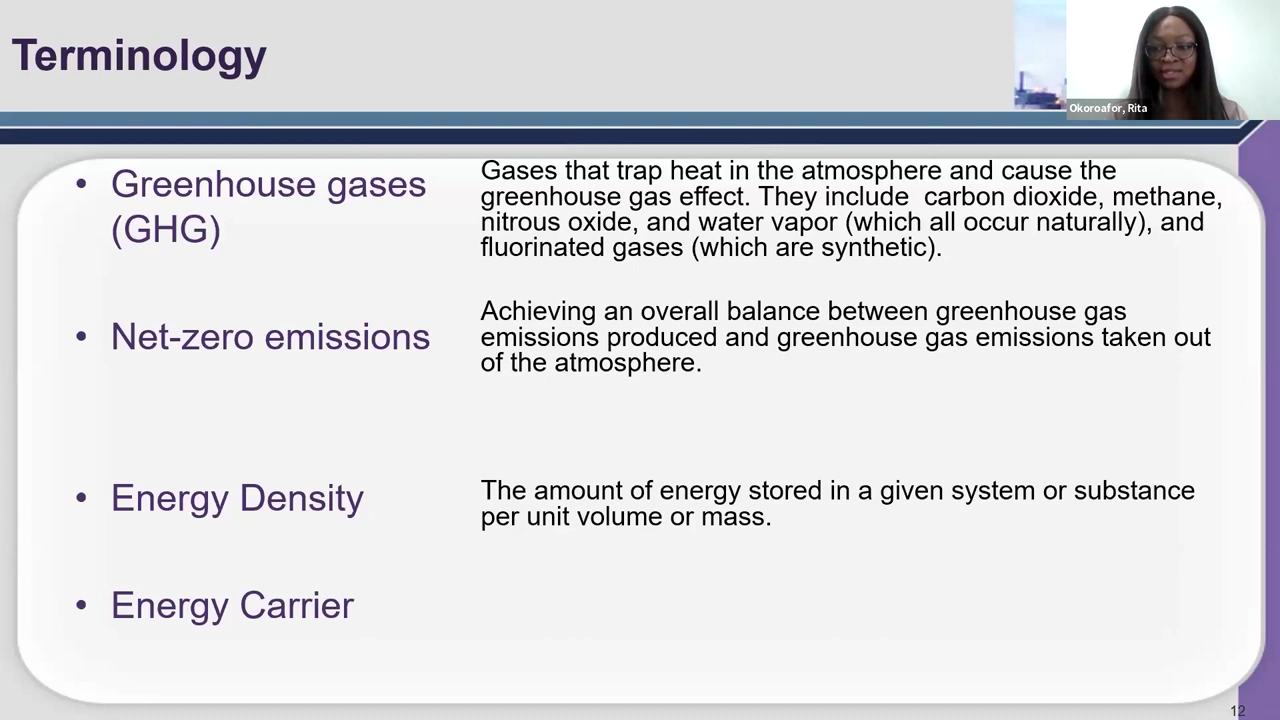 Terminology
Okoroafor, Rita
• Greenhouse gases
(GHG)
Gases that trap heat in the atmosphere and cause the
greenhouse gas effect. They include  carbon dioxide, methane,
nitrous oxide, and water vapor (which all occur naturally), and
fluorinated gases (which are synthetic).
• Net-zero emissions
Achieving an overall balance between greenhouse gas
emissions produced and greenhouse gas emissions taken out
of the atmosphere.
• Energy Density
The amount of energy stored in a given system or substance
per unit volume or mass.
• Energy Carrier
12